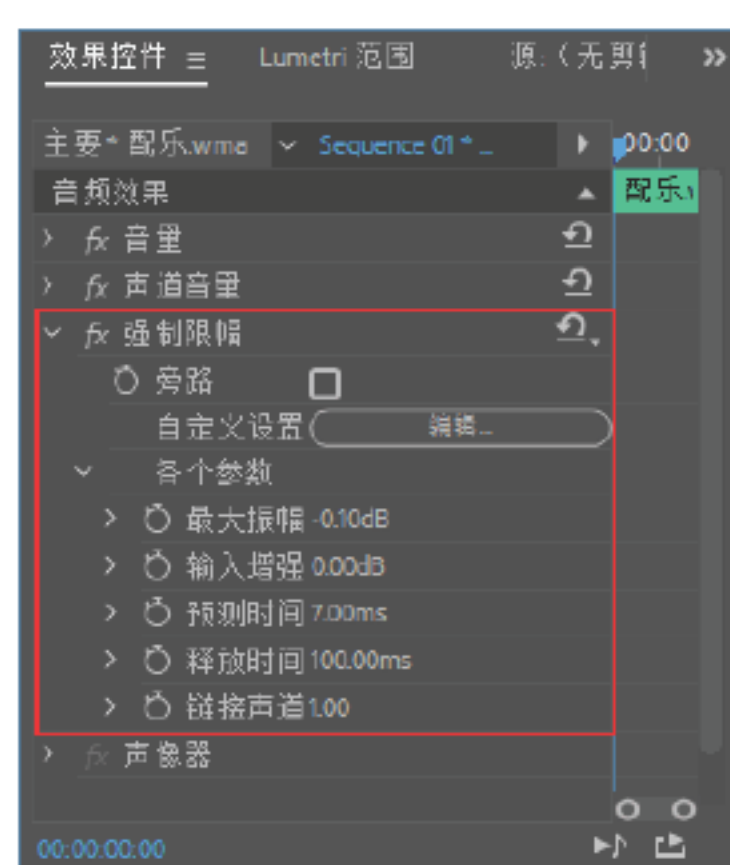 效果控件 ≡ Lumetri 范围 源:（无剪辑 »
主要* 配乐.wma Sequence 01 * ... 00:00
音频效果 配乐.
fx 音量
fx 声道音量
fx 强制限幅
旁路
自定义设置 编辑...
各个参数
最大振幅 -0.10dB
输入增强 0.00dB
预测时间 7.00ms
释放时间 100.00ms
链接声道 1.00
fx 声像器
00:00:00:00